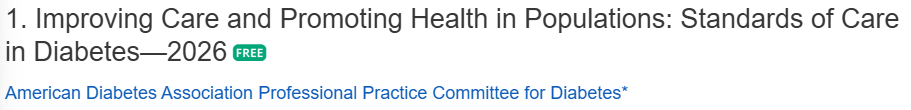 1. Improving Care and Promoting Health in Populations: Standards of Care
in Diabetes—2026 FREE
American Diabetes Association Professional Practice Committee for Diabetes*